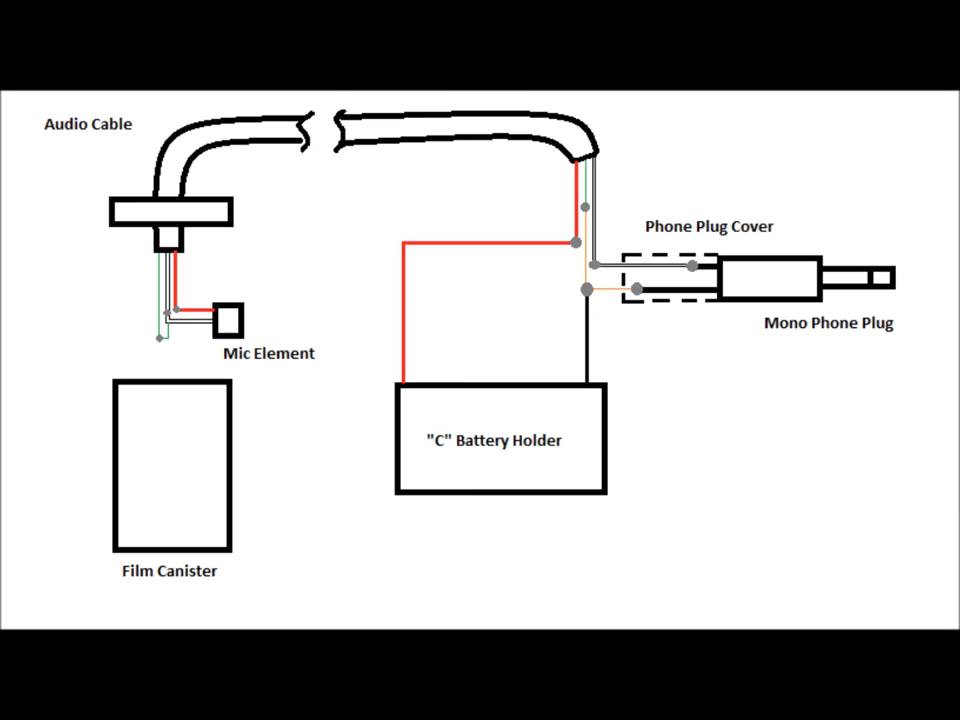 Audio Cable
Phone Plug Cover
Mono Phone Plug
Mic Element
"C" Battery Holder
Film Canister